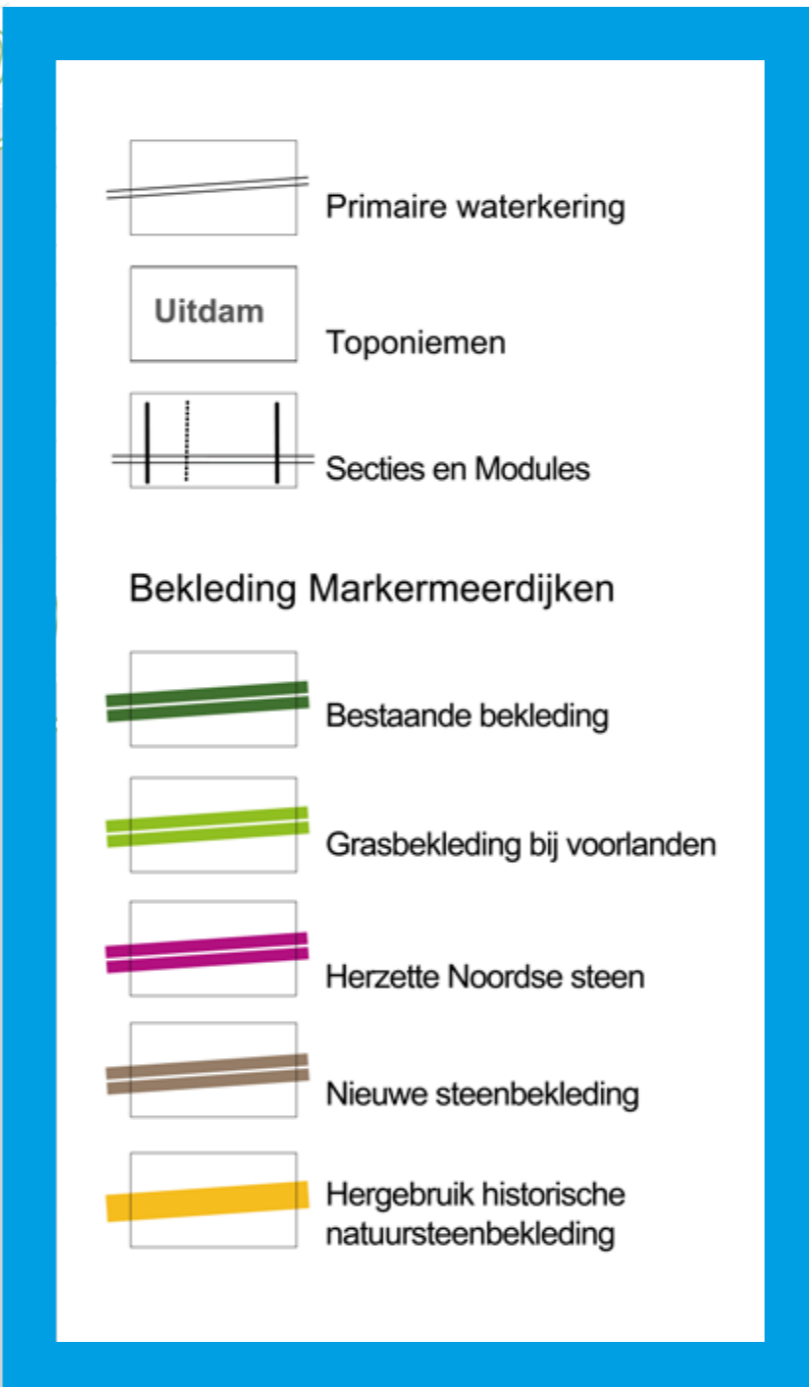 Primaire waterkering
Uitdam
Toponiemen
Secties en Modules
Bekleding Markermeerdijken
Bestaande bekleding
Grasbekleding bij voorlanden
Herzette Noordse steen
Nieuwe steenbekleding
Hergebruik historische
natuursteenbekleding